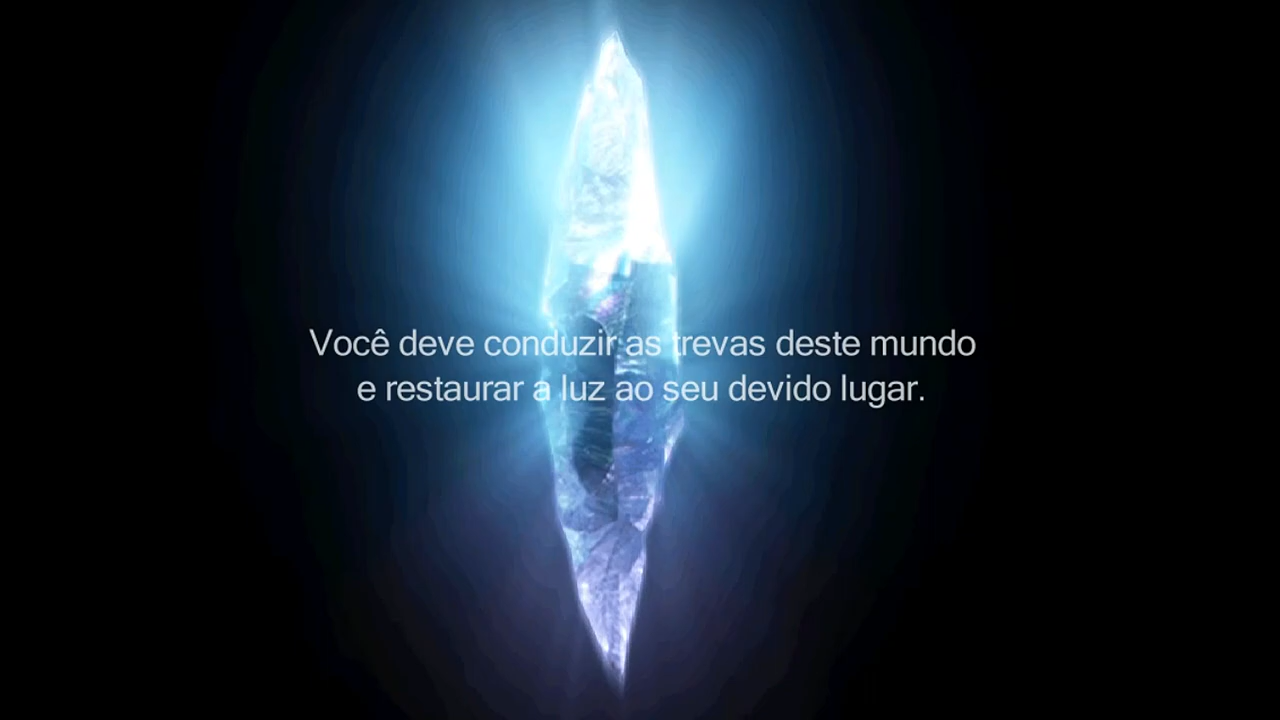 Você deve conduzir as trevas deste mundo
e restaurar a luz ao seu devido lugar.